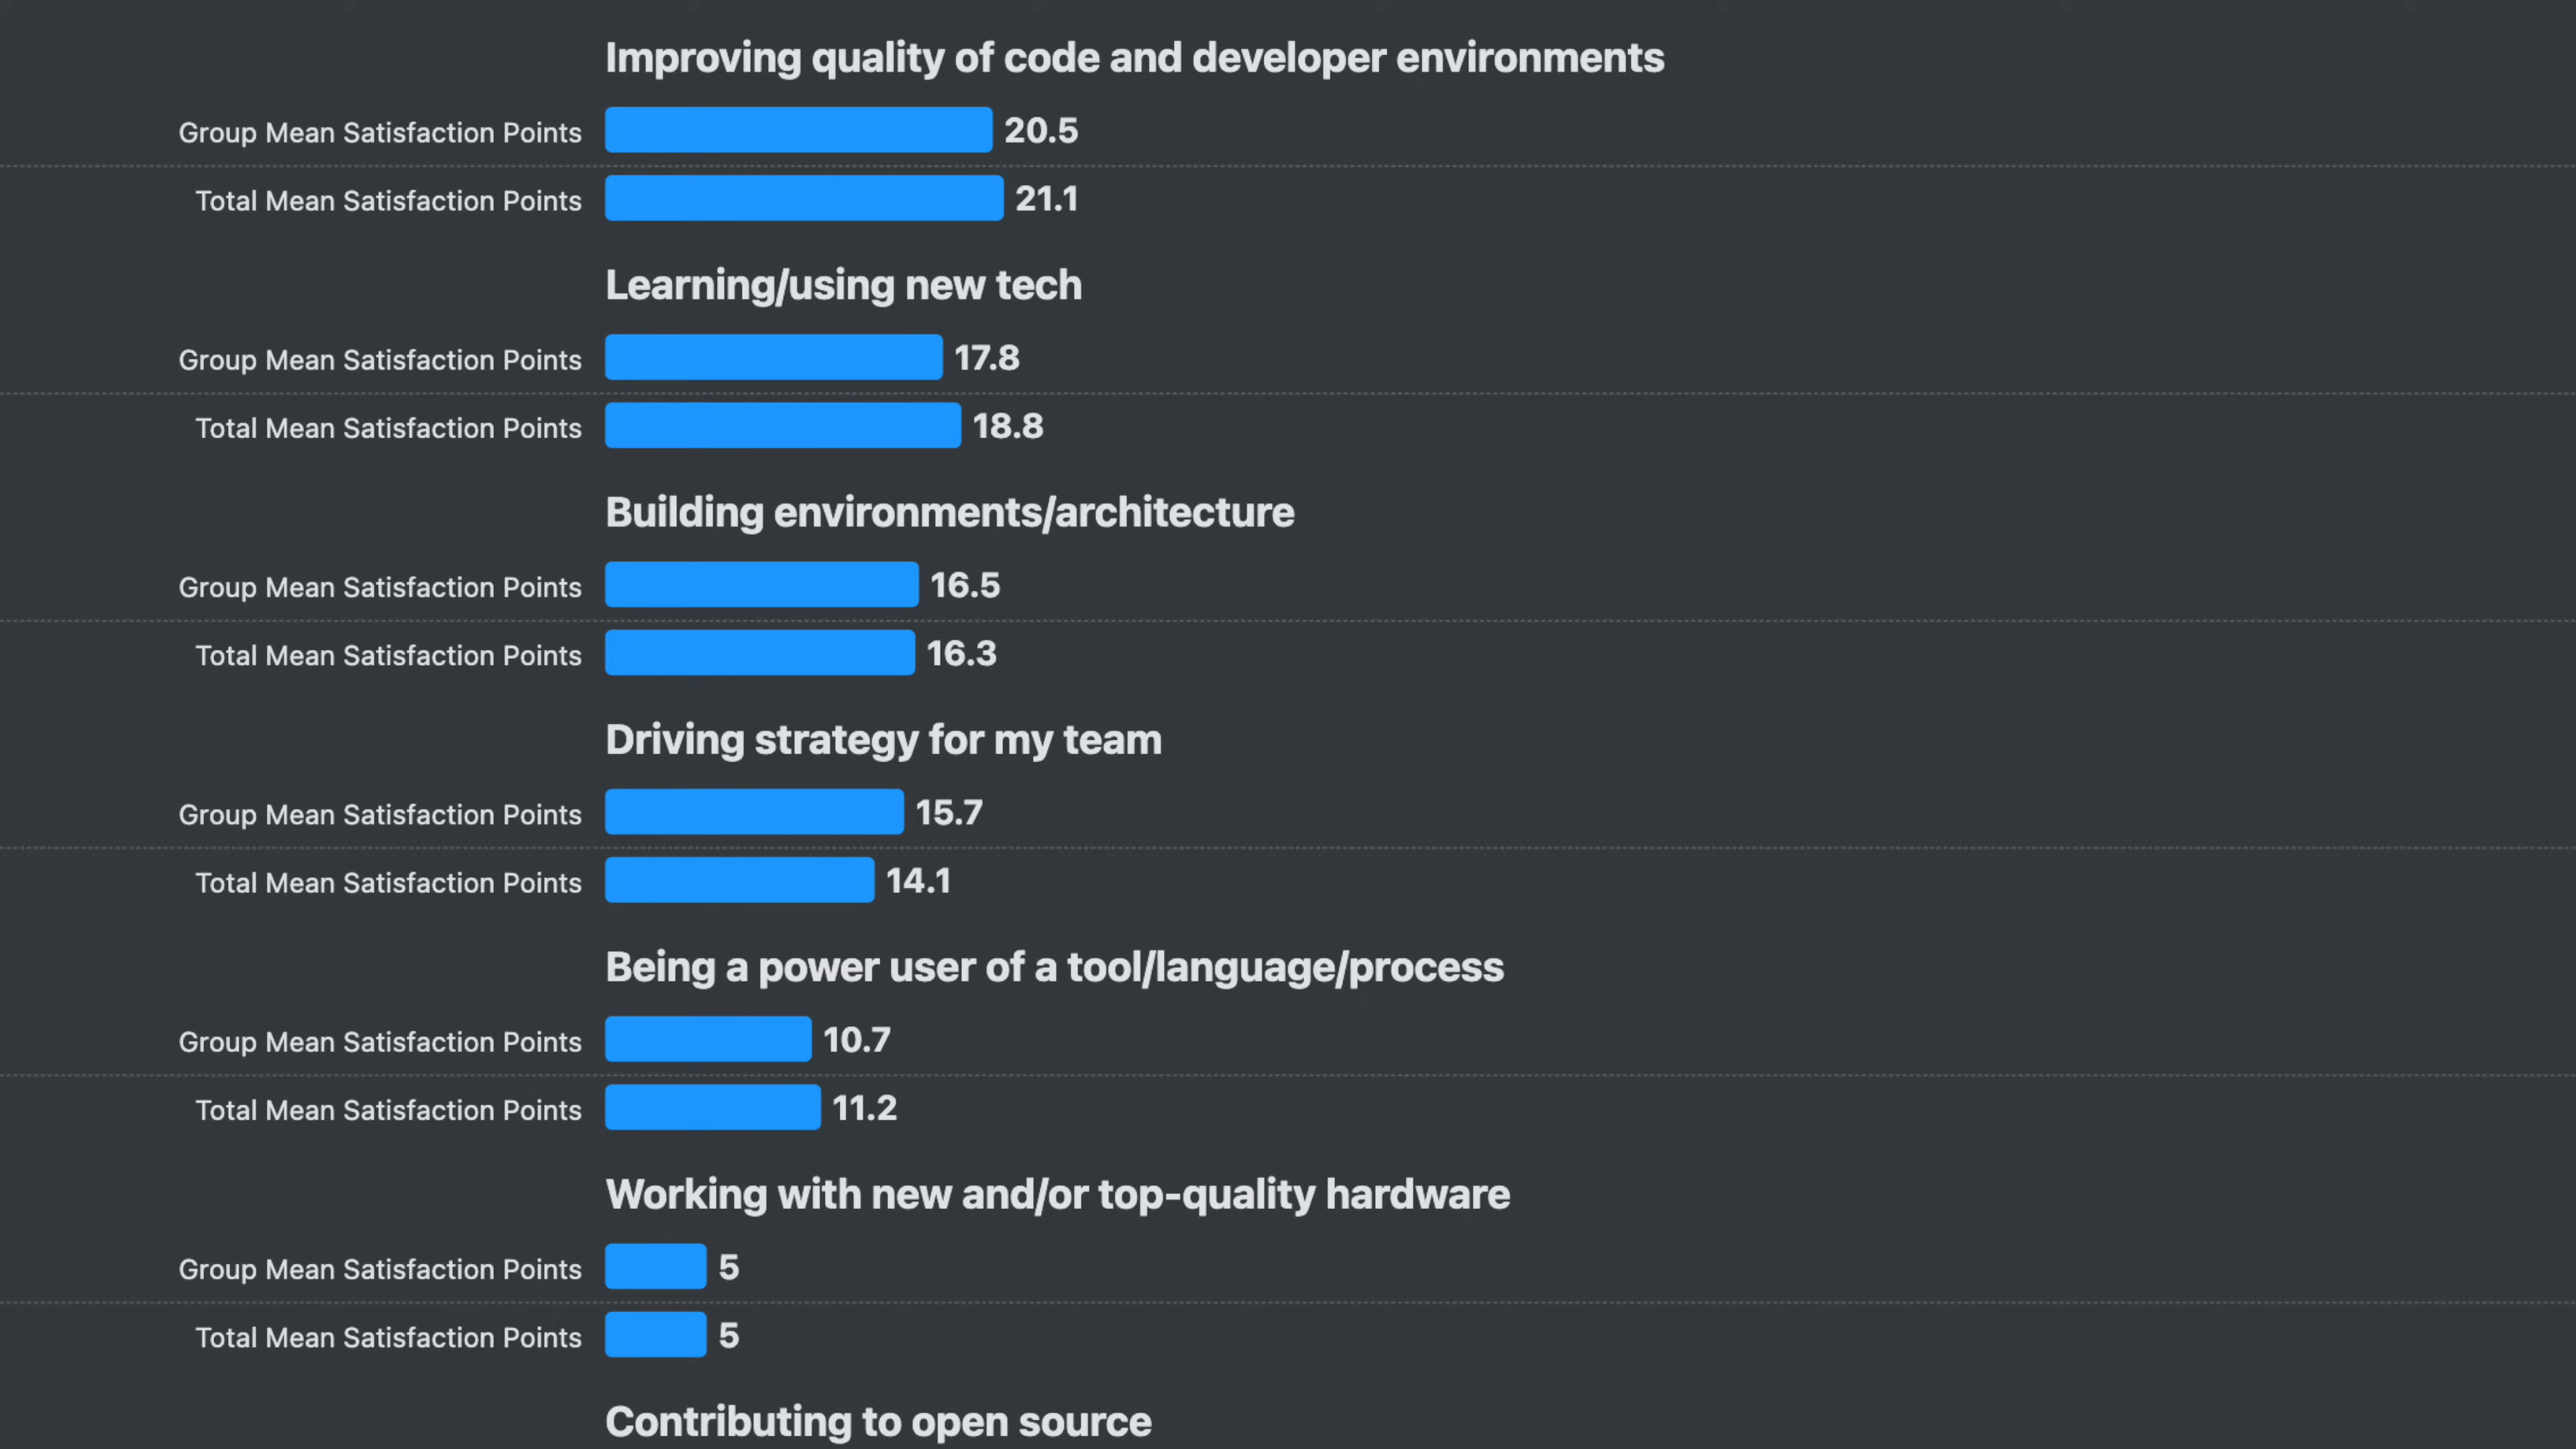 Improving quality of code and developer environments
Group Mean Satisfaction Points 20.5
Total Mean Satisfaction Points 21.1
Learning/using new tech
Group Mean Satisfaction Points 17.8
Total Mean Satisfaction Points 18.8
Building environments/architecture
Group Mean Satisfaction Points 16.5
Total Mean Satisfaction Points 16.3
Driving strategy for my team
Group Mean Satisfaction Points 15.7
Total Mean Satisfaction Points 14.1
Being a power user of a tool/language/process
Group Mean Satisfaction Points 10.7
Total Mean Satisfaction Points 11.2
Working with new and/or top-quality hardware
Group Mean Satisfaction Points 5
Total Mean Satisfaction Points 5
Contributing to open source